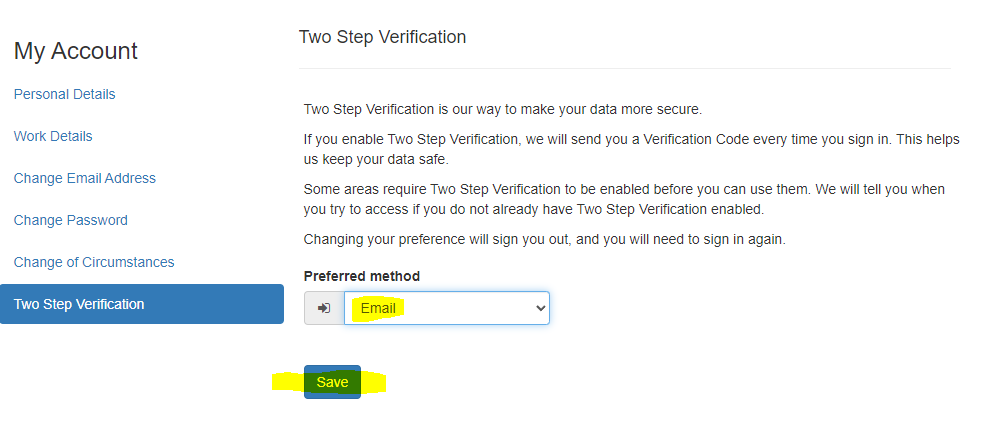 My Account
Personal Details
Work Details
Change Email Address
Change Password
Change of Circumstances
Two Step Verification
Two Step Verification
Two Step Verification is our way to make your data more secure.
If you enable Two Step Verification, we will send you a Verification Code every time you sign in. This helps
us keep your data safe.
Some areas require Two Step Verification to be enabled before you can use them. We will tell you when
you try to access if you do not already have Two Step Verification enabled.
Changing your preference will sign you out, and you will need to sign in again.
Preferred method
Email
Save